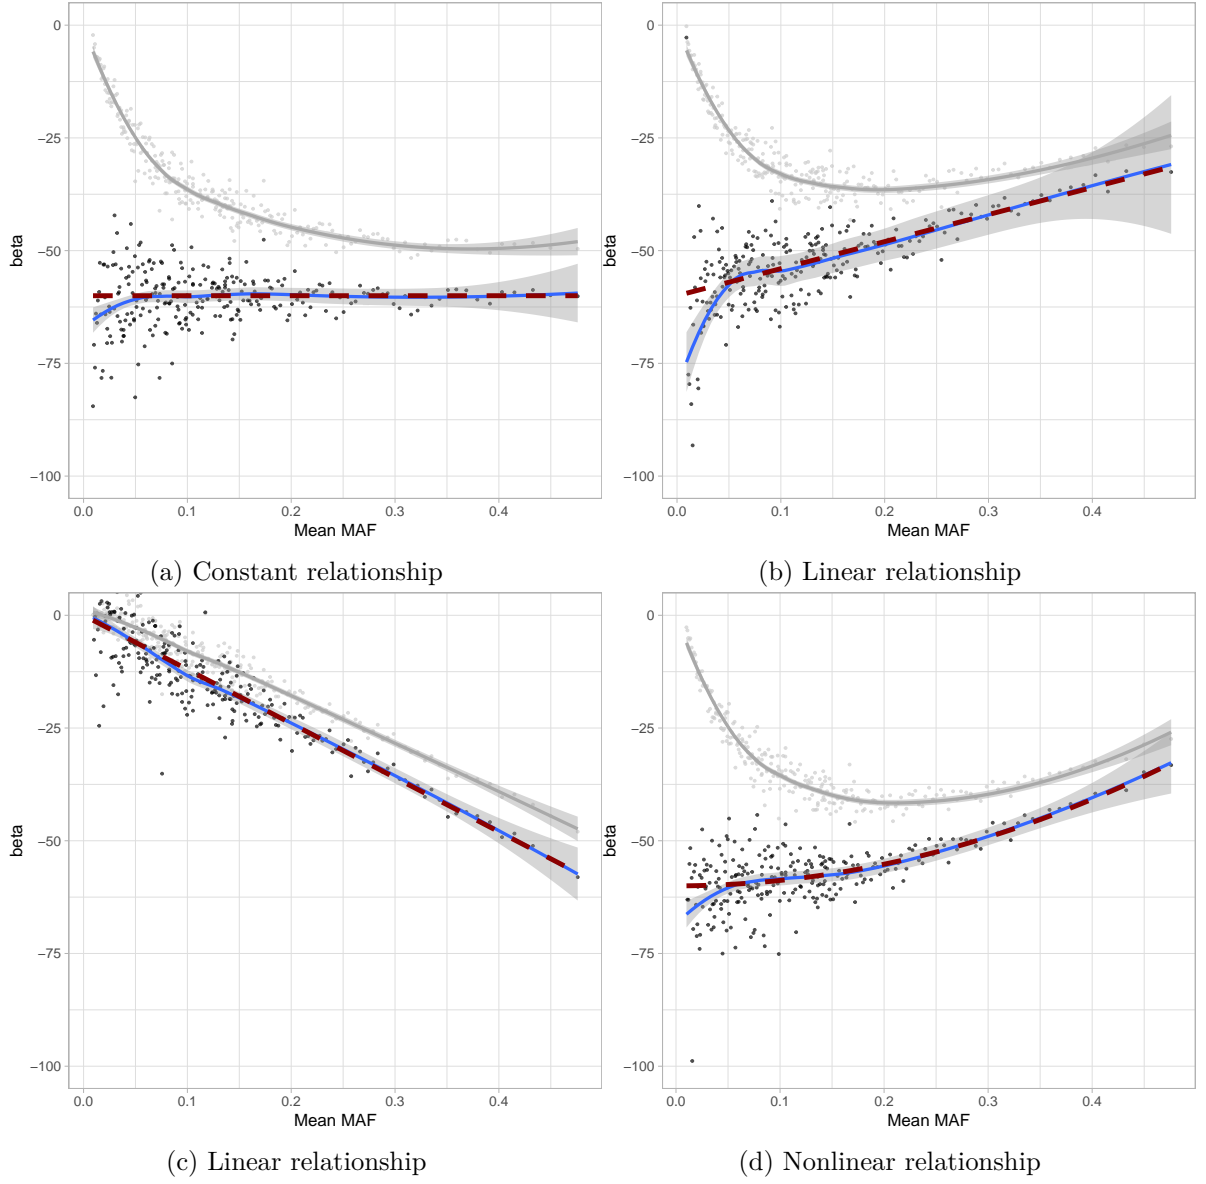 0
−25
−50
−75
−100
beta
0.0 0.1 0.2 0.3 0.4
Mean MAF
(a) Constant relationship
0
−25
−50
−75
−100
beta
0.0 0.1 0.2 0.3 0.4
Mean MAF
(b) Linear relationship
0
−25
−50
−75
−100
beta
0.0 0.1 0.2 0.3 0.4
Mean MAF
(c) Linear relationship
0
−25
−50
−75
−100
beta
0.0 0.1 0.2 0.3 0.4
Mean MAF
(d) Nonlinear relationship